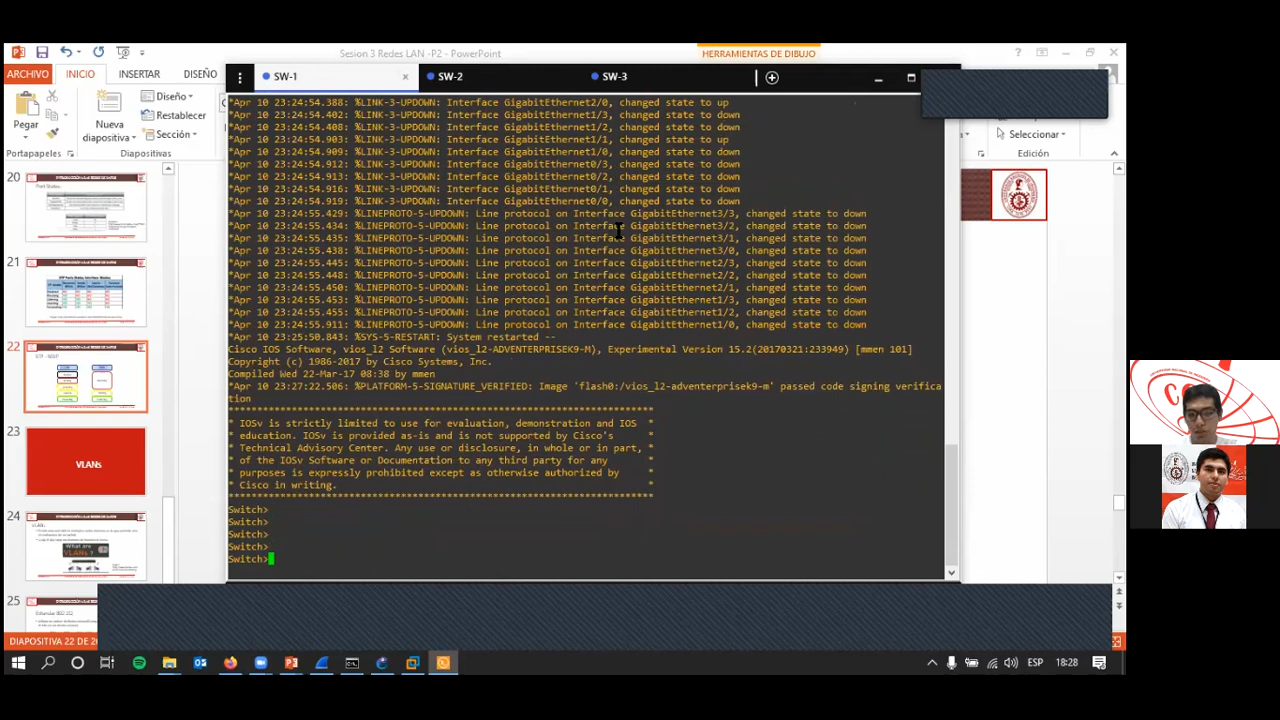 Sesion 3 Redes LAN -P2 - PowerPoint
HERRAMIENTAS DE DIBUJO
ARCHIVO
INICIO
INSERTAR
DISEÑO
SW-1
SW-2
SW-3
Pegar
Nueva
diapositiva
Diseño
Restablecer
Sección
Portapapeles
Diapositivas
Seleccionar
Edición
*Apr 10 23:24:54.388: %LINK-3-UPDOWN: Interface GigabitEthernet2/0, changed state to up
*Apr 10 23:24:54.402: %LINK-3-UPDOWN: Interface GigabitEthernet1/3, changed state to down
*Apr 10 23:24:54.408: %LINK-3-UPDOWN: Interface GigabitEthernet1/2, changed state to down
*Apr 10 23:24:54.903: %LINK-3-UPDOWN: Interface GigabitEthernet1/1, changed state to up
*Apr 10 23:24:54.909: %LINK-3-UPDOWN: Interface GigabitEthernet1/0, changed state to down
*Apr 10 23:24:54.912: %LINK-3-UPDOWN: Interface GigabitEthernet0/3, changed state to down
*Apr 10 23:24:54.913: %LINK-3-UPDOWN: Interface GigabitEthernet0/2, changed state to down
*Apr 10 23:24:54.916: %LINK-3-UPDOWN: Interface GigabitEthernet0/1, changed state to down
*Apr 10 23:24:54.918: %LINK-3-UPDOWN: Interface GigabitEthernet0/0, changed state to down
*Apr 10 23:24:55.429: %LINEPROTO-5-UPDOWN: Line protocol on Interface GigabitEthernet3/3, changed state to down
*Apr 10 23:24:55.434: %LINEPROTO-5-UPDOWN: Line protocol on Interface GigabitEthernet3/2, changed state to down
*Apr 10 23:24:55.435: %LINEPROTO-5-UPDOWN: Line protocol on Interface GigabitEthernet3/1, changed state to down
*Apr 10 23:24:55.438: %LINEPROTO-5-UPDOWN: Line protocol on Interface GigabitEthernet3/0, changed state to down
*Apr 10 23:24:55.445: %LINEPROTO-5-UPDOWN: Line protocol on Interface GigabitEthernet2/3, changed state to down
*Apr 10 23:24:55.448: %LINEPROTO-5-UPDOWN: Line protocol on Interface GigabitEthernet2/2, changed state to down
*Apr 10 23:24:55.450: %LINEPROTO-5-UPDOWN: Line protocol on Interface GigabitEthernet2/1, changed state to down
*Apr 10 23:24:55.453: %LINEPROTO-5-UPDOWN: Line protocol on Interface GigabitEthernet1/3, changed state to down
*Apr 10 23:24:55.455: %LINEPROTO-5-UPDOWN: Line protocol on Interface GigabitEthernet1/2, changed state to down
*Apr 10 23:24:55.911: %LINEPROTO-5-UPDOWN: Line protocol on Interface GigabitEthernet1/0, changed state to down
*Apr 10 23:25:50.843: %SYS-5-RESTART: System restarted --
Cisco IOS Software, vios_l2 Software (vios_l2-ADVENTERPRISEK9-M), Experimental Version 15.2(20170321:233949) [mmen 101]
Copyright (c) 1986-2017 by Cisco Systems, Inc.
Compiled Wed 22-Mar-17 08:38 by mmen
*Apr 10 23:27:22.506: %PLATFORM-5-SIGNATURE_VERIFIED: Image 'flash0:/vios_l2-adventerprisek9-m' passed code signing verifica
tion
**************************************************************************
* IOSv is strictly limited to use for evaluation, demonstration and IOS *
* education. IOSv is provided as-is and is not supported by Cisco's *
* Technical Advisory Center. Any use or disclosure, in whole or in part, *
* of the IOSv Software or Documentation to any third party for any *
* purposes is expressly prohibited except as otherwise authorized by *
* Cisco in writing. *
**************************************************************************
Switch>
Switch>
Switch>
Switch>
Switch>
20
21
22
23
VLANs
24
What are
VLANs ?
25
DIAPOSITIVA 22 DE 2
ESP
18:28